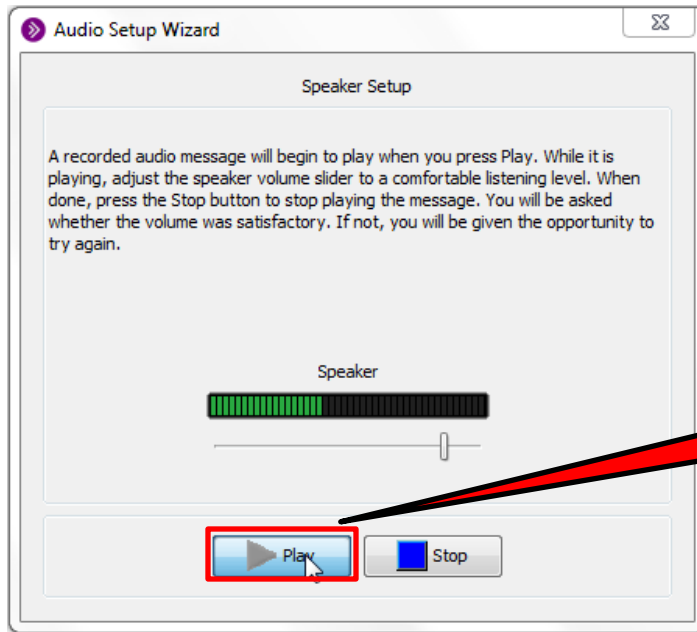 Audio Setup Wizard
Speaker Setup
A recorded audio message will begin to play when you press Play. While it is
playing, adjust the speaker volume slider to a comfortable listening level. When
done, press the Stop button to stop playing the message. You will be asked
whether the volume was satisfactory. If not, you will be given the opportunity to
try again.
Speaker
Play Stop